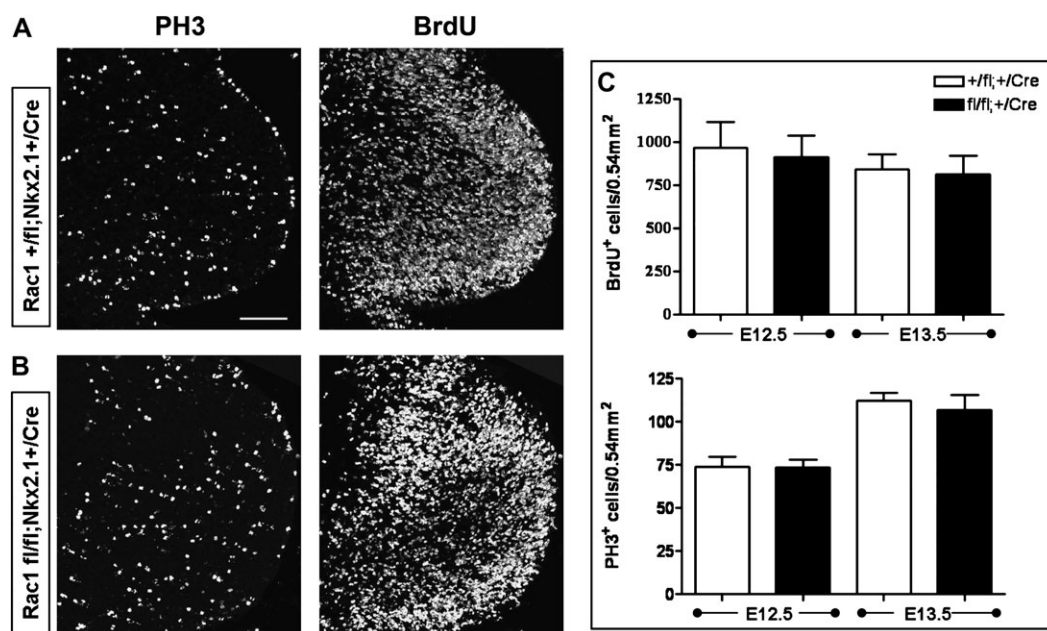 A
PH3
BrdU
Rac1 +/fl;Nkx2.1+/Cre
B
Rac1 fl/fl;Nkx2.1+/Cre
C
+/fl;+/Cre
fl/fl;+/Cre
BrdU⁺ cells/0.54mm²
1250
1000
750
500
250
0
E12.5
E13.5
PH3⁺ cells/0.54mm²
125
100
75
50
25
0
E12.5
E13.5